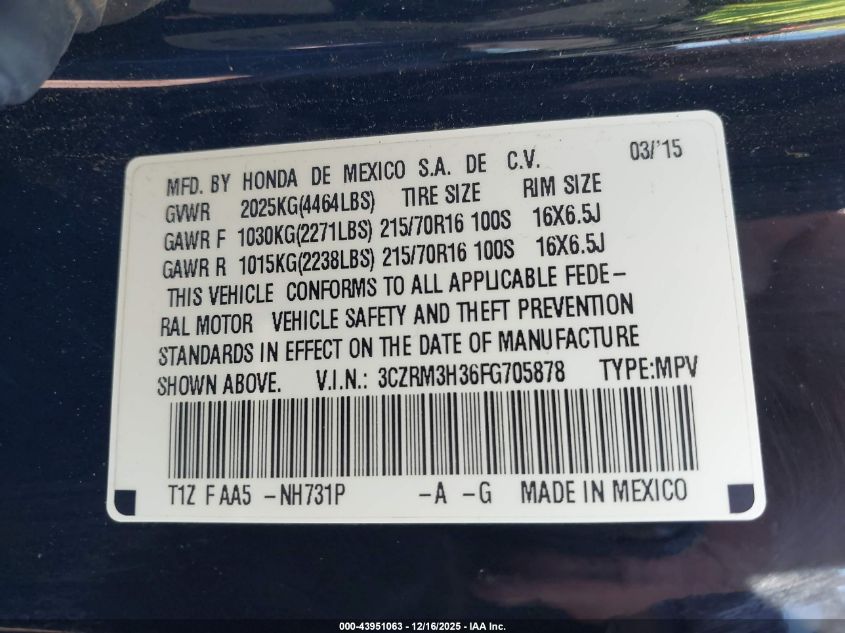 MFD. BY HONDA DE MEXICO S.A. DE C.V. 03/'15
GVWR 2025KG(4464LBS) TIRE SIZE RIM SIZE
GAWR F 1030KG(2271LBS) 215/70R16 100S 16X6.5J
GAWR R 1015KG(2238LBS) 215/70R16 100S 16X6.5J
THIS VEHICLE CONFORMS TO ALL APPLICABLE FEDE-
RAL MOTOR VEHICLE SAFETY AND THEFT PREVENTION
STANDARDS IN EFFECT ON THE DATE OF MANUFACTURE
SHOWN ABOVE. V.I.N.: 3CZRM3H36FG705878 TYPE:MPV
T1Z F AA5 -NH731P -A -G MADE IN MEXICO
000-43951063 - 12/16/2025 - IAA Inc.